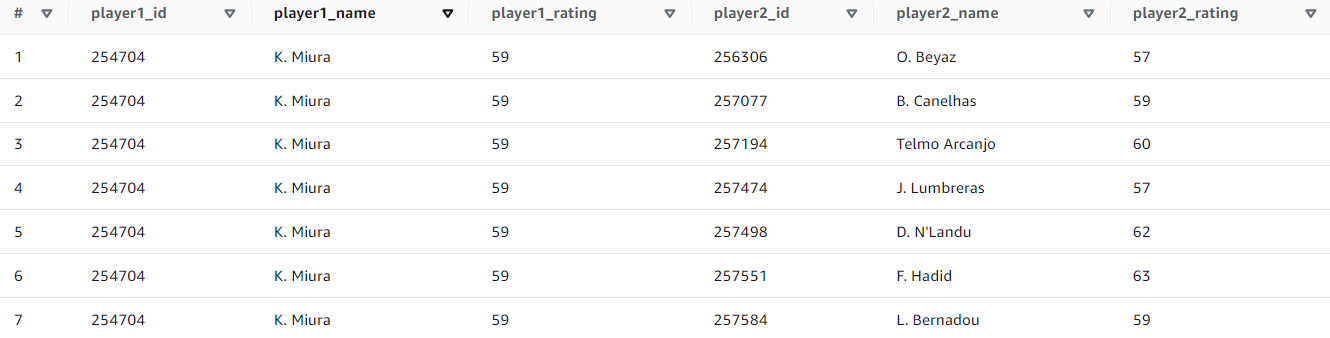 # player1_id player1_name player1_rating player2_id player2_name player2_rating
1 254704 K. Miura 59 256306 O. Beyaz 57
2 254704 K. Miura 59 257077 B. Canelhas 59
3 254704 K. Miura 59 257194 Telmo Arcanjo 60
4 254704 K. Miura 59 257474 J. Lumbreras 57
5 254704 K. Miura 59 257498 D. N'Landu 62
6 254704 K. Miura 59 257551 F. Hadid 63
7 254704 K. Miura 59 257584 L. Bernadou 59